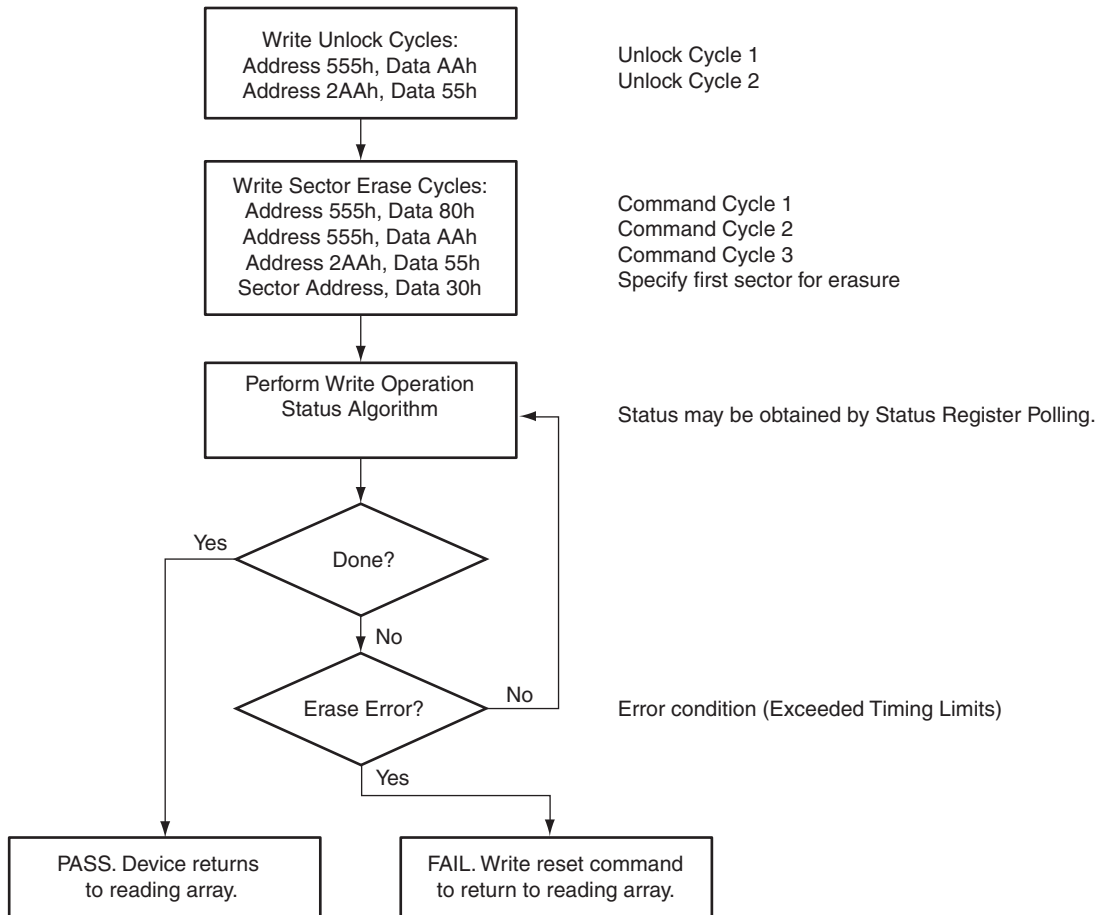 Write Unlock Cycles:
Address 555h, Data AAh
Address 2AAh, Data 55h
Unlock Cycle 1
Unlock Cycle 2
Write Sector Erase Cycles:
Address 555h, Data 80h
Address 555h, Data AAh
Address 2AAh, Data 55h
Sector Address, Data 30h
Command Cycle 1
Command Cycle 2
Command Cycle 3
Specify first sector for erasure
Perform Write Operation
Status Algorithm
Status may be obtained by Status Register Polling.
Yes
Done?
No
Erase Error?
No
Error condition (Exceeded Timing Limits)
Yes
PASS. Device returns
to reading array.
FAIL. Write reset command
to return to reading array.